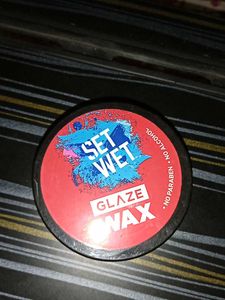 SET
WET
GLAZE
WAX
• NO PARABEN • NO ALCOHOL